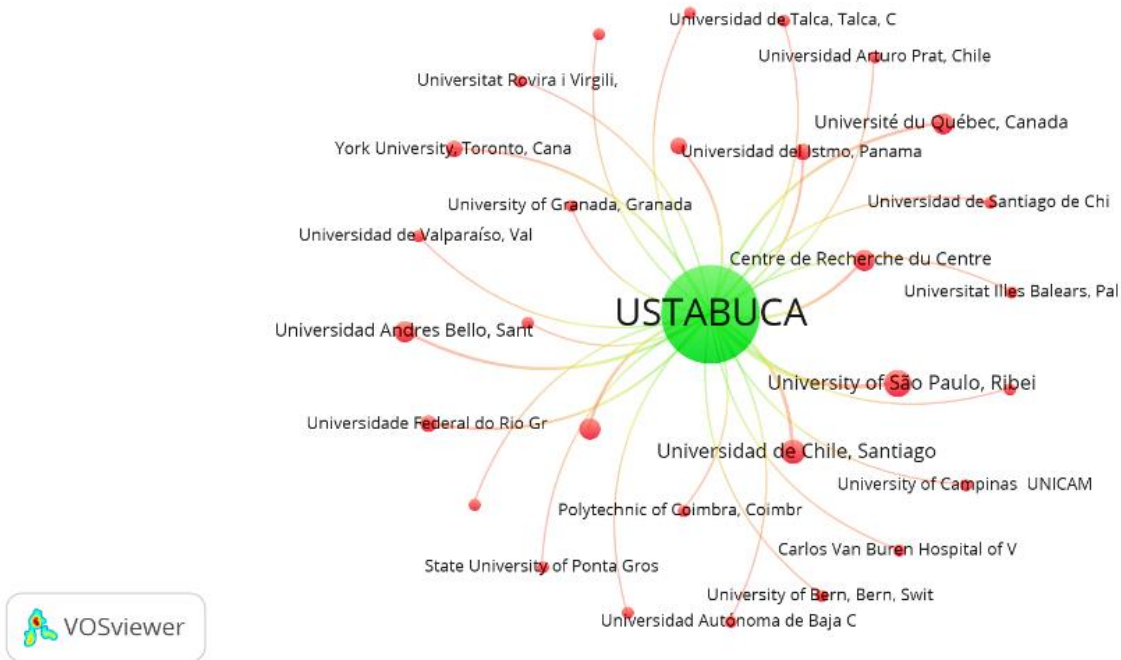 Universidad de Talca, Talca, C
Universidad Arturo Prat, Chile
Universitat Rovira i Virgili,
Université du Québec, Canada
York University, Toronto, Cana
Universidad del Istmo, Panama
University of Granada, Granada
Universidad de Santiago de Chi
Universidad de Valparaíso, Val
Centre de Recherche du Centre
Universitat Illes Balears, Pal
USTABUCA
Universidad Andres Bello, Sant
University of São Paulo, Ribei
Universidade Federal do Rio Gr
Universidad de Chile, Santiago
University of Campinas UNICAM
Polytechnic of Coimbra, Coimbr
Carlos Van Buren Hospital of V
State University of Ponta Gros
University of Bern, Bern, Swit
Universidad Autónoma de Baja C
VOSviewer